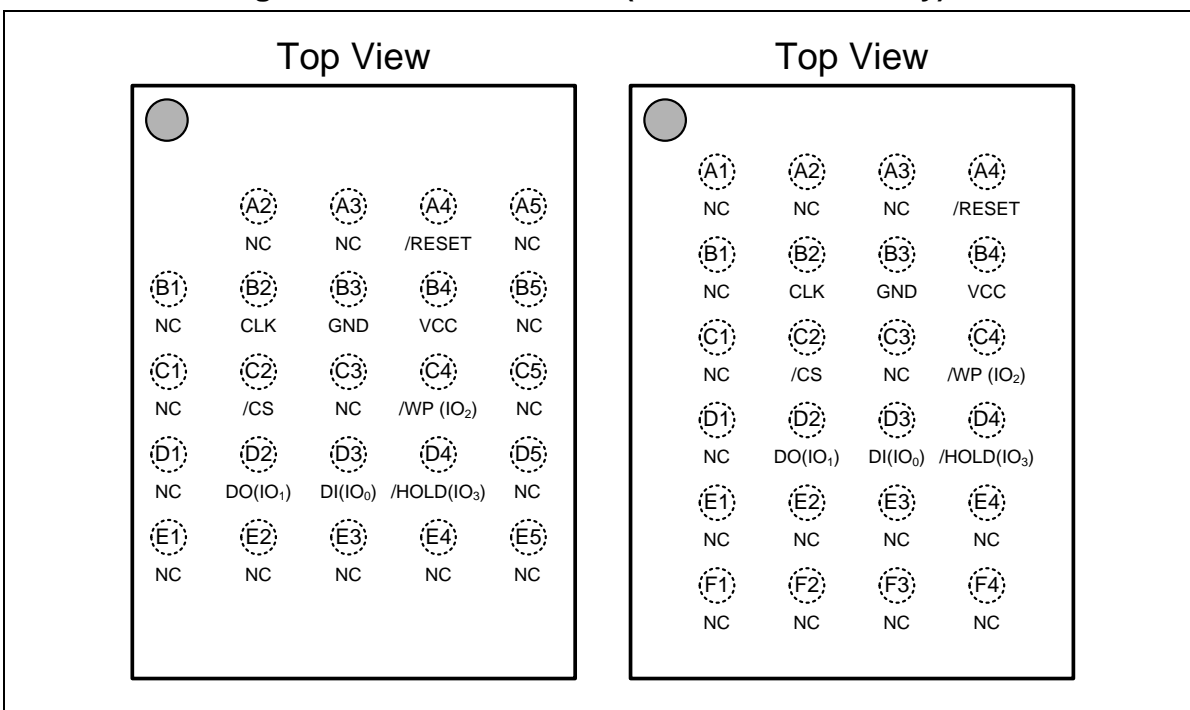 Top View
A2 A3 A4 A5
NC NC /RESET NC
B1 B2 B3 B4 B5
NC CLK GND VCC NC
C1 C2 C3 C4 C5
NC /CS NC /WP (IO₂) NC
D1 D2 D3 D4 D5
NC DO(IO₁) DI(IO₀) /HOLD(IO₃) NC
E1 E2 E3 E4 E5
NC NC NC NC NC
Top View
A1 A2 A3 A4
NC NC NC /RESET
B1 B2 B3 B4
NC CLK GND VCC
C1 C2 C3 C4
NC /CS NC /WP (IO₂)
D1 D2 D3 D4
NC DO(IO₁) DI(IO₀) /HOLD(IO₃)
E1 E2 E3 E4
NC NC NC NC
F1 F2 F3 F4
NC NC NC NC